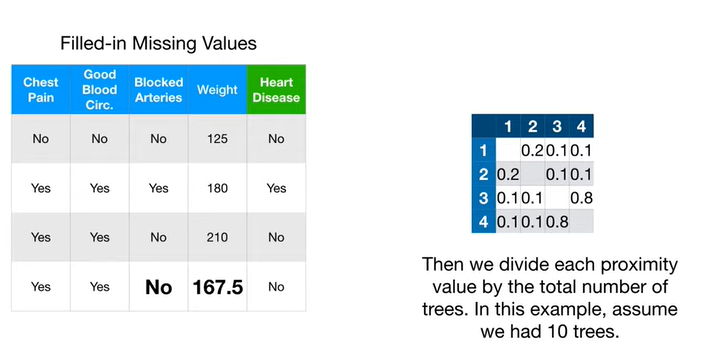 Filled-in Missing Values
Chest Pain Good Blood Circ. Blocked Arteries Weight Heart Disease
No No No 125 No
Yes Yes Yes 180 Yes
Yes Yes No 210 No
Yes Yes No 167.5 No
1 2 3 4
1 0.2 0.1 0.1
2 0.2 0.1 0.1
3 0.1 0.1 0.8
4 0.1 0.1 0.8
Then we divide each proximity
value by the total number of
trees. In this example, assume
we had 10 trees.